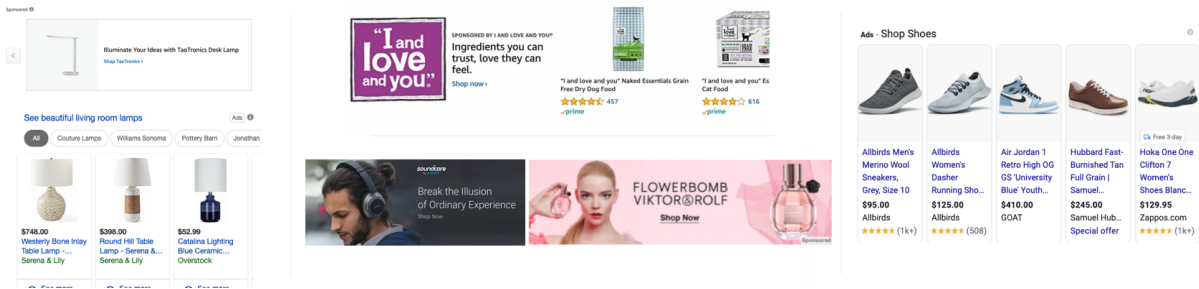 Sponsored
Illuminate Your Ideas with TaoTronics Desk Lamp
Shop TaoTronics ›
See beautiful living room lamps
Ads
All
Couture Lamps
Williams Sonoma
Pottery Barn
Jonathan
$748.00
Westerly Bone Inlay
Table Lamp -...
Serena & Lily
$398.00
Round Hill Table
Lamp - Serena &...
Serena & Lily
$52.99
Catalina Lighting
Blue Ceramic...
Overstock
See more
See more
See more
"I and
love
and you"
SPONSORED BY I AND LOVE AND YOU®
Ingredients you can
trust, love they can
feel.
Shop now ›
"I and love and you" Naked Essentials Grain
Free Dry Dog Food
457
prime
"I and love and you" Es
Cat Food
616
prime
soundcore
Break the Illusion
of Ordinary Experience
Shop Now
FLOWERBOMB
VIKTOR&ROLF
Shop Now
Sponsored
Ads · Shop Shoes
Allbirds Men's
Merino Wool
Sneakers,
Grey, Size 10
$95.00
Allbirds
(1k+)
Allbirds
Women's
Dasher
Running Sho...
$125.00
Allbirds
(508)
Air Jordan 1
Retro High OG
GS 'University
Blue' Youth...
$410.00
GOAT
Hubbard Fast-
Burnished Tan
Full Grain |
Samuel...
$245.00
Samuel Hub...
Special offer
Free 3-day
Hoka One One
Clifton 7
Women's
Shoes Blanc...
$129.95
Zappos.com
(1k+)